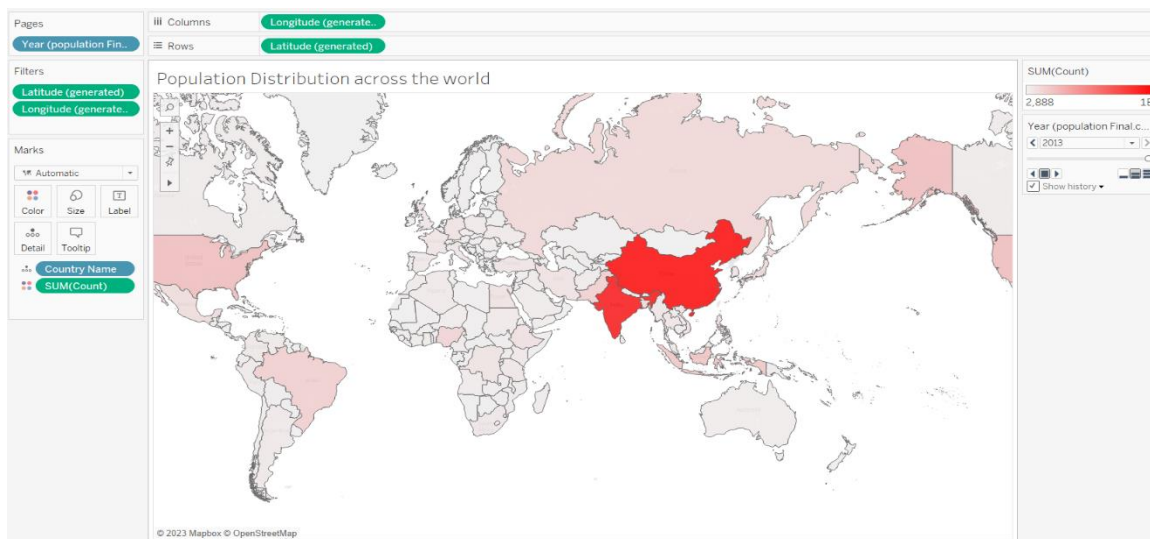 Pages
Year (population Fin..
Columns
Longitude (generate..
Rows
Latitude (generated)
Filters
Latitude (generated)
Longitude (generate..
Marks
Automatic
Color
Size
Label
Detail
Tooltip
Country Name
SUM(Count)
Population Distribution across the world
© 2023 Mapbox © OpenStreetMap
SUM(Count)
2,888
Year (population Final.c...
2013
Show history